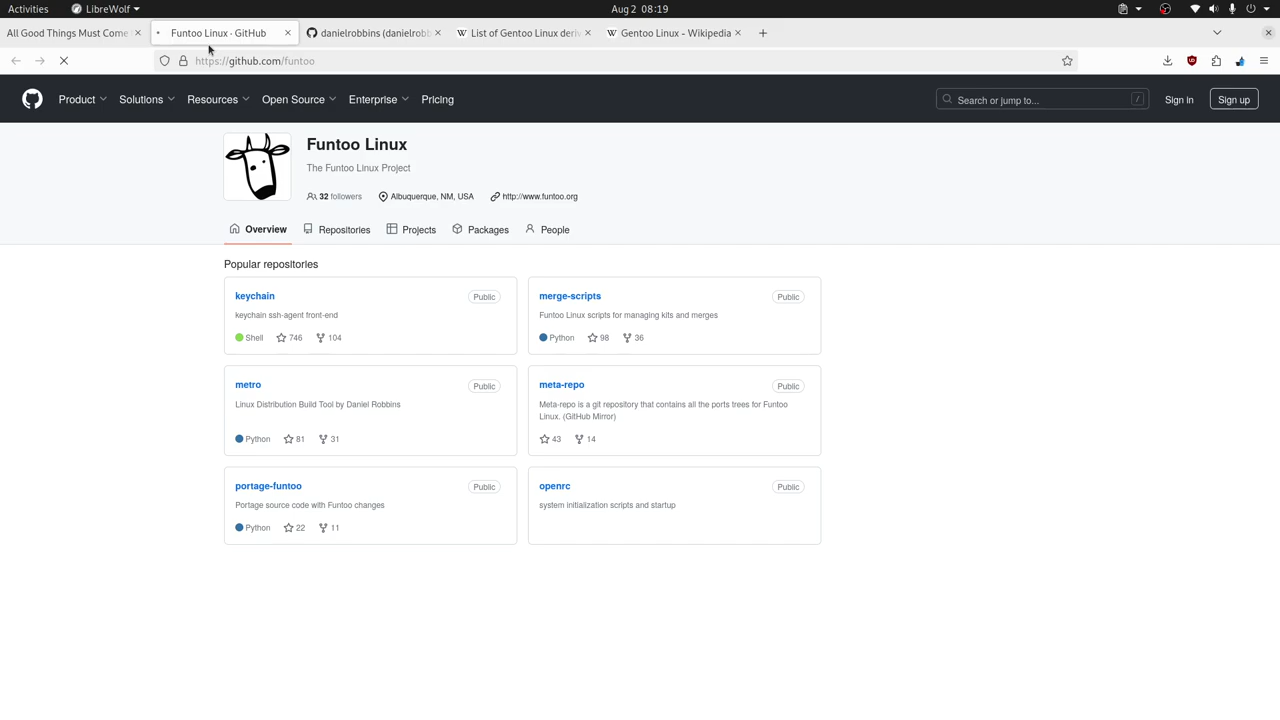 Activities
LibreWolf
Aug 2 08:19
All Good Things Must Come
Funtoo Linux · GitHub
danielrobbins (danielrobb
List of Gentoo Linux deriv
Gentoo Linux - Wikipedia
https://github.com/funtoo
Product
Solutions
Resources
Open Source
Enterprise
Pricing
Search or jump to...
/
Sign in
Sign up
Funtoo Linux
The Funtoo Linux Project
32 followers
Albuquerque, NM, USA
http://www.funtoo.org
Overview
Repositories
Projects
Packages
People
Popular repositories
keychain
Public
keychain ssh-agent front-end
Shell
746
104
merge-scripts
Public
Funtoo Linux scripts for managing kits and merges
Python
98
36
metro
Public
Linux Distribution Build Tool by Daniel Robbins
Python
81
31
meta-repo
Public
Meta-repo is a git repository that contains all the ports trees for Funtoo
Linux. (GitHub Mirror)
43
14
portage-funtoo
Public
Portage source code with Funtoo changes
Python
22
11
openrc
Public
system initialization scripts and startup